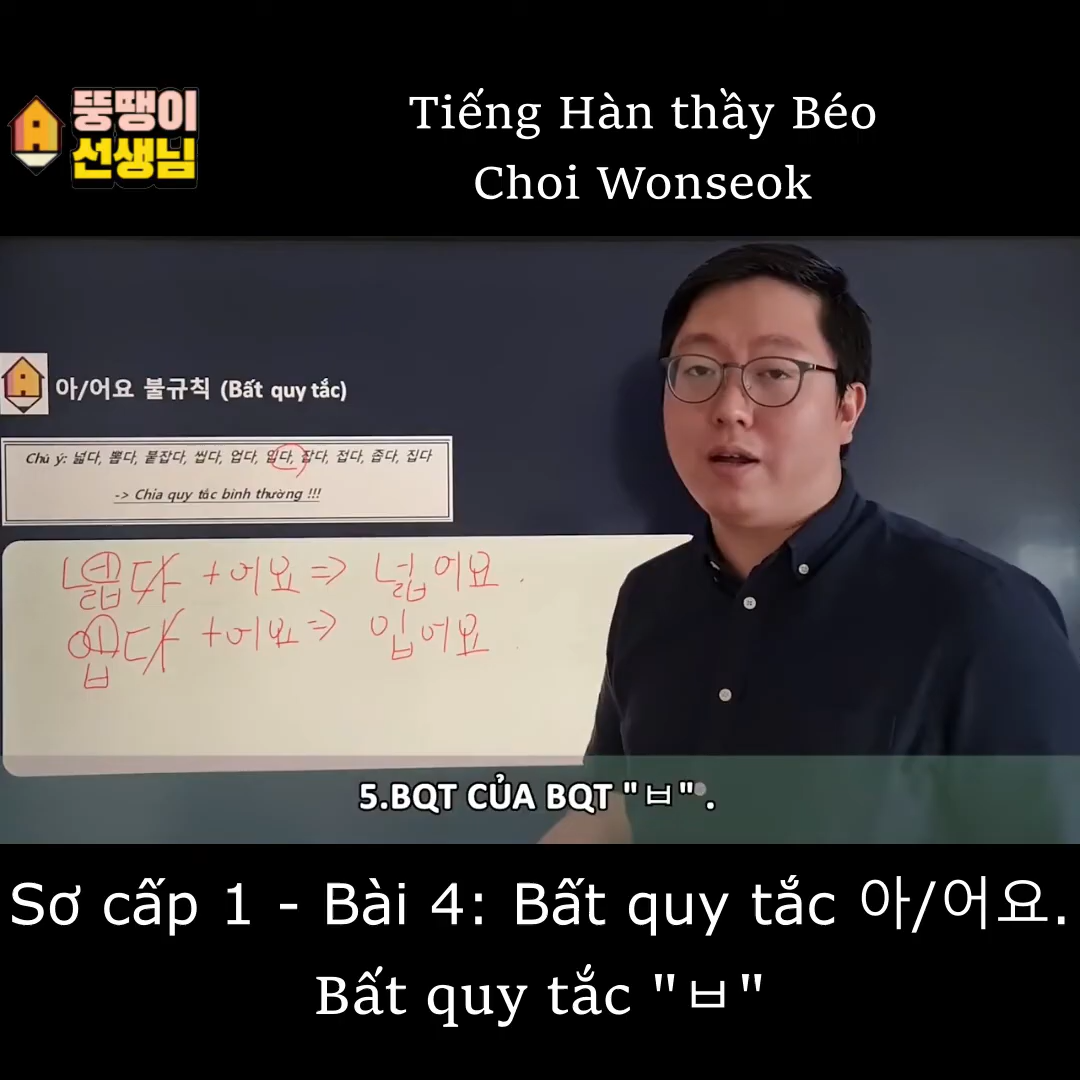 뚱땡이
선생님
Tiếng Hàn thầy Béo
Choi Wonseok
아/어요 불규칙 (Bất quy tắc)
Chú ý: 넓다, 뽑다, 붙잡다, 씹다, 업다, 입다, 잡다, 접다, 좁다, 집다
-> Chia quy tắc bình thường !!!
넓다 +어요 ⇒ 넓어요.
입다 +어요 ⇒ 입어요.
5.BQT CỦA BQT "ㅂ" .
Sơ cấp 1 - Bài 4: Bất quy tắc 아/어요.
Bất quy tắc "ㅂ"